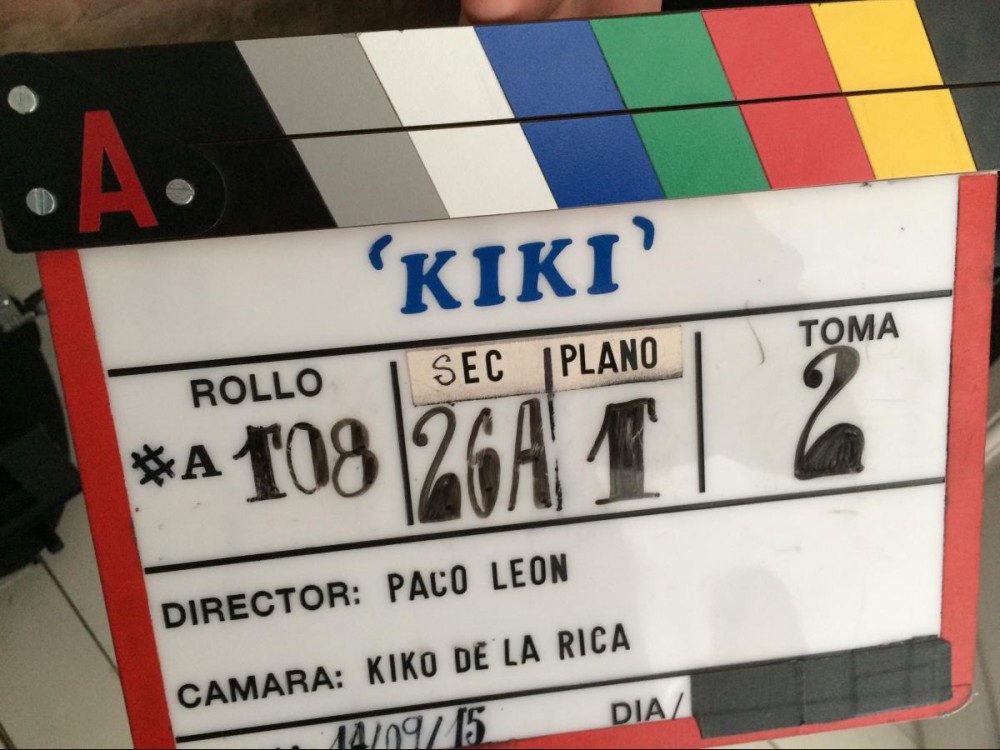 A
'KIKI'
ROLLO SEC PLANO TOMA
#A 108 26A 1 2
DIRECTOR: PACO LEON
CAMARA: KIKO DE LA RICA
14/09/15 DIA/